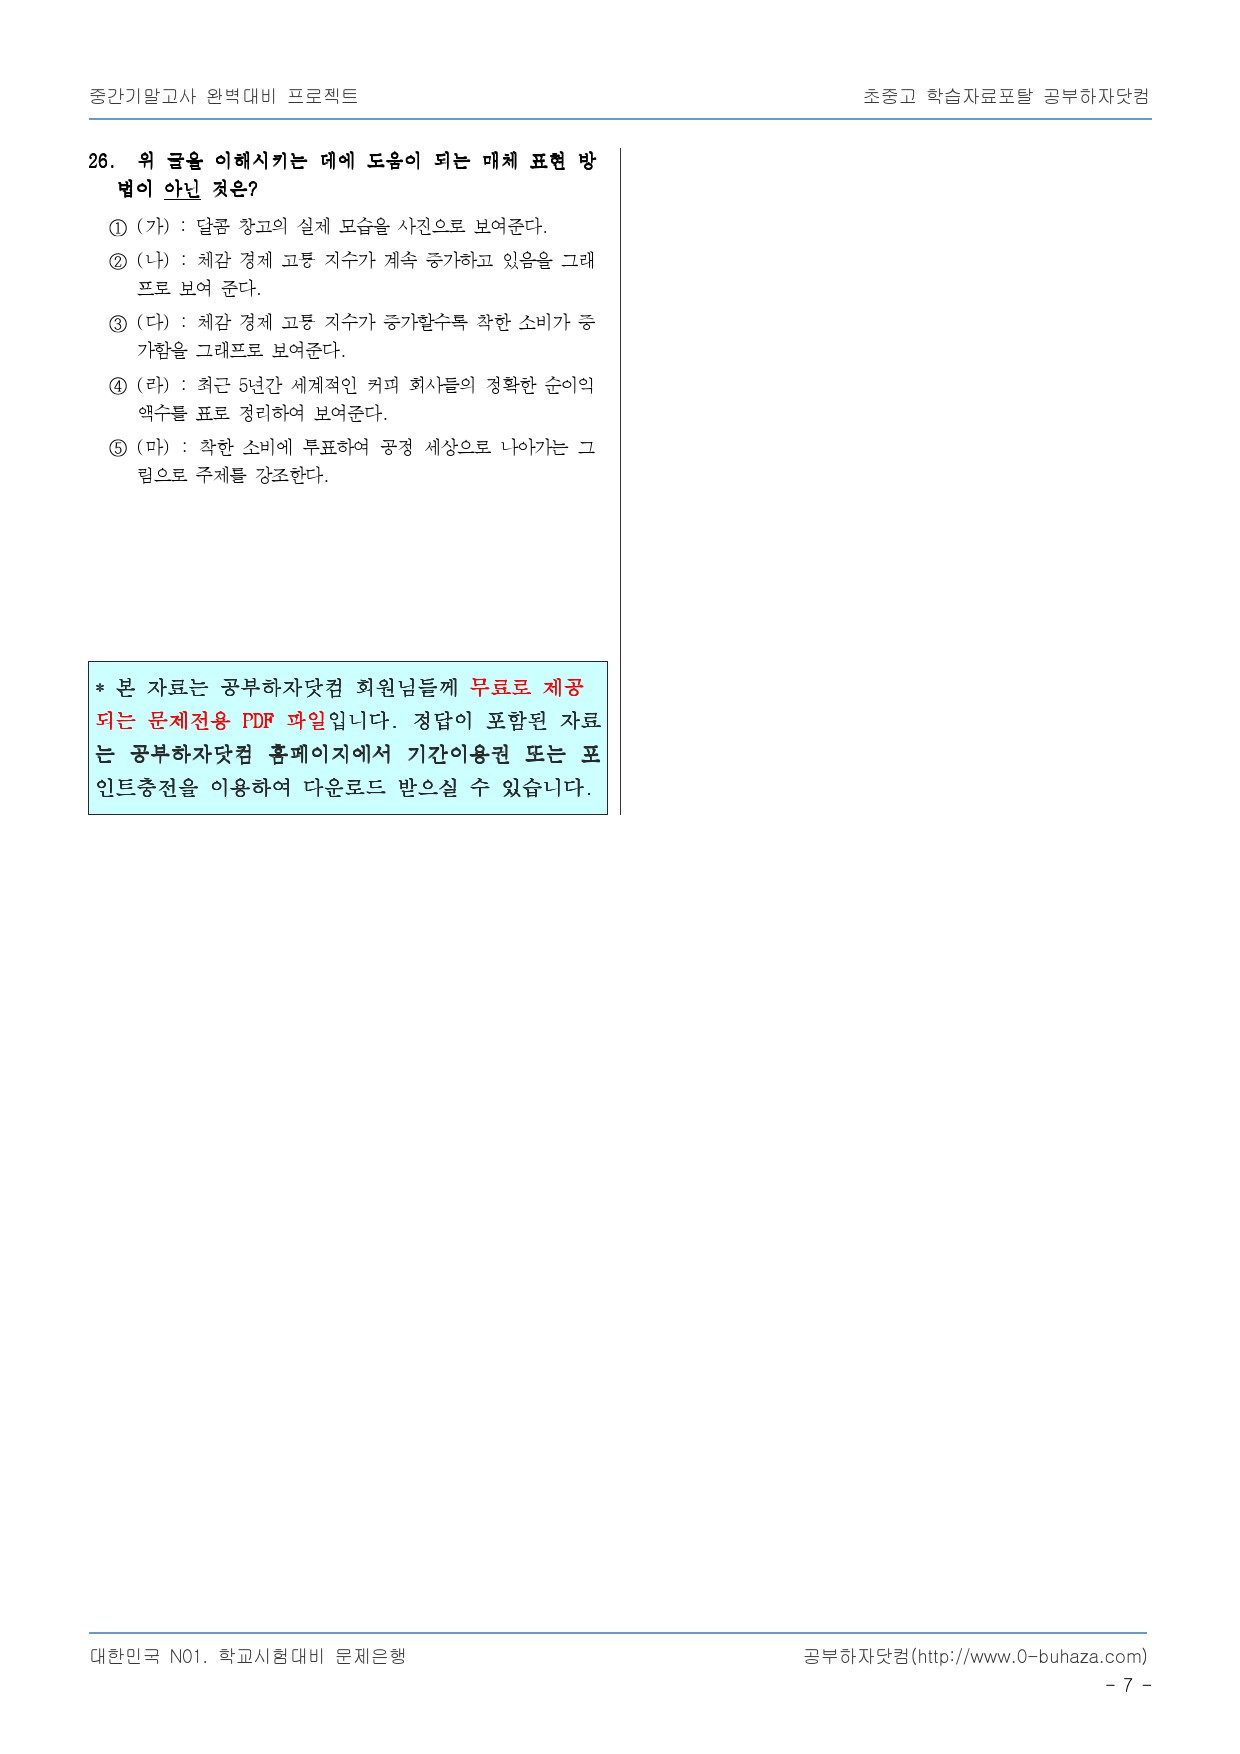 중간기말고사 완벽대비 프로젝트 초중고 학습자료포탈 공부하자닷컴
26. 위 글을 이해시키는 데에 도움이 되는 매체 표현 방
법이 아닌 것은?
① (가) : 달콤 창고의 실제 모습을 사진으로 보여준다.
② (나) : 체감 경제 고통 지수가 계속 증가하고 있음을 그래
프로 보여 준다.
③ (다) : 체감 경제 고통 지수가 증가할수록 착한 소비가 증
가함을 그래프로 보여준다.
④ (라) : 최근 5년간 세계적인 커피 회사들의 정확한 순이익
액수를 표로 정리하여 보여준다.
⑤ (마) : 착한 소비에 투표하여 공정 세상으로 나아가는 그
림으로 주제를 강조한다.
* 본 자료는 공부하자닷컴 회원님들께 무료로 제공
되는 문제전용 PDF 파일입니다. 정답이 포함된 자료
는 공부하자닷컴 홈페이지에서 기간이용권 또는 포
인트충전을 이용하여 다운로드 받으실 수 있습니다.
대한민국 N01. 학교시험대비 문제은행 공부하자닷컴(http://www.0-buhaza.com)
- 7 -